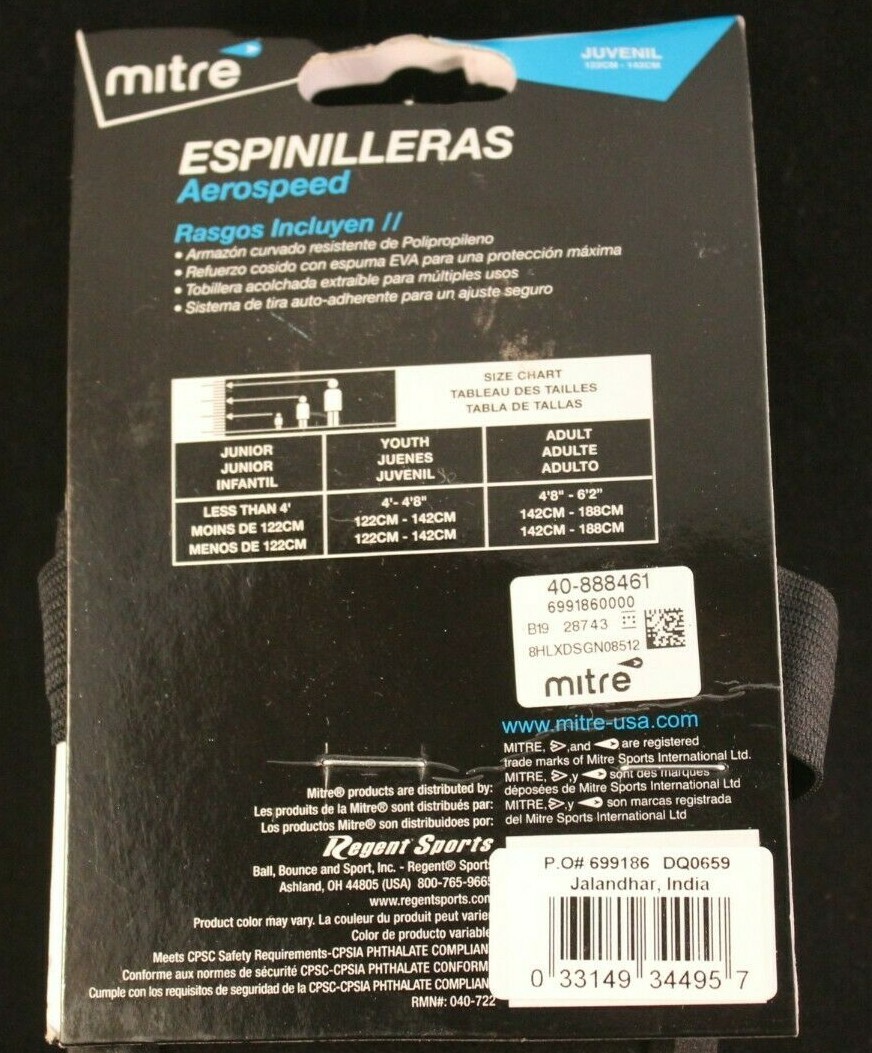 mitre
JUVENIL
122CM - 142CM
ESPINILLERAS
Aerospeed
Rasgos Incluyen //
• Armazón curvado resistente de Polipropileno
• Refuerzo cosido con espuma EVA para una protección máxima
• Tobillera acolchada extraíble para múltiples usos
• Sistema de tira auto-adherente para un ajuste seguro
SIZE CHART
TABLEAU DES TAILLES
TABLA DE TALLAS
JUNIOR
JUNIOR
INFANTIL
YOUTH
JUENES
JUVENIL
ADULT
ADULTE
ADULTO
LESS THAN 4'
MOINS DE 122CM
MENOS DE 122CM
4'- 4'8"
122CM - 142CM
122CM - 142CM
4'8" - 6'2"
142CM - 188CM
142CM - 188CM
40-888461
6991860000
B19 28743
8HLXDSGN08512
mitre
www.mitre-usa.com
MITRE, ,and are registered
trade marks of Mitre Sports International Ltd.
MITRE, ,y sont des marques
déposées de Mitre Sports International Ltd
MITRE, ,y son marcas registrada
del Mitre Sports International Ltd
Mitre® products are distributed by:
Les produits de la Mitre® sont distribués par:
Los productos Mitre® son distribuidoes por:
Regent Sports
Ball, Bounce and Sport, Inc. - Regent® Sports
Ashland, OH 44805 (USA) 800-765-9665
www.regentsports.com
Product color may vary. La couleur du produit peut varie
Color de producto variable
Meets CPSC Safety Requirements-CPSIA PHTHALATE COMPLIAN
Conforme aux normes de sécurité CPSC-CPSIA PHTHALATE CONFORM
Cumple con los requisitos de seguridad de la CPSC-CPSIA PHTHALATE COMPLIAN
RMN#: 040-722
P.O# 699186 DQ0659
Jalandhar, India
0 33149 34495 7